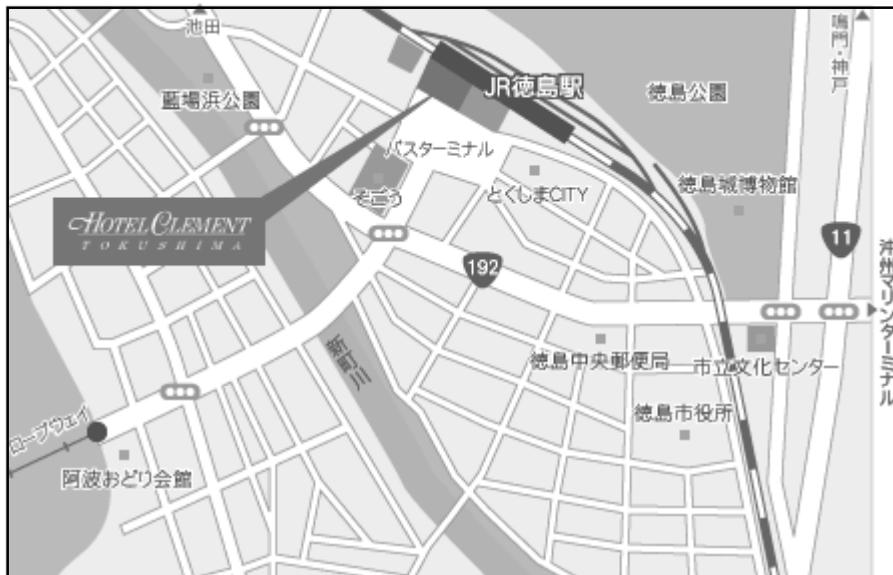 池田
鳴門・神戸
藍場浜公園
JR徳島駅
徳島公園
バスターミナル
そごう
とくしまCITY
徳島城博物館
HOTEL CLEMENT
TOKUSHIMA
11
192
沖州マリンターミナル
新町川
徳島中央郵便局
市立文化センター
徳島市役所
ロープウェイ
阿波おどり会館